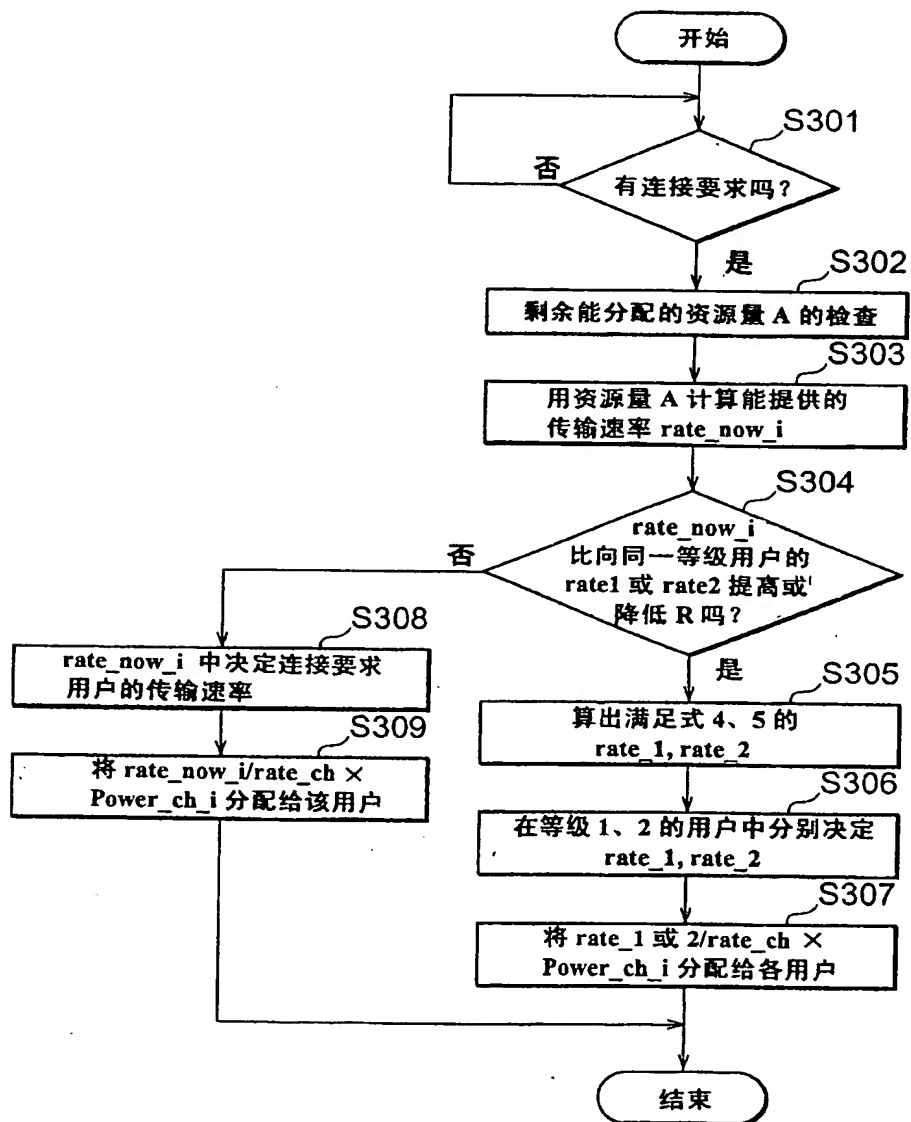 开始
S301
否
有连接要求吗?
是
S302
剩余能分配的资源量 A 的检查
S303
用资源量 A 计算能提供的
传输速率 rate_now_i
S304
否
rate_now_i
比向同一等级用户的
rate1 或 rate2 提高或
降低 R 吗?
是
S308
rate_now_i 中决定连接要求
用户的传输速率
S309
将 rate_now_i/rate_ch ×
Power_ch_i 分配给该用户
S305
算出满足式 4、5 的
rate_1, rate_2
S306
在等级 1、2 的用户中分别决定
rate_1, rate_2
S307
将 rate_1 或 2/rate_ch ×
Power_ch_i 分配给各用户
结束